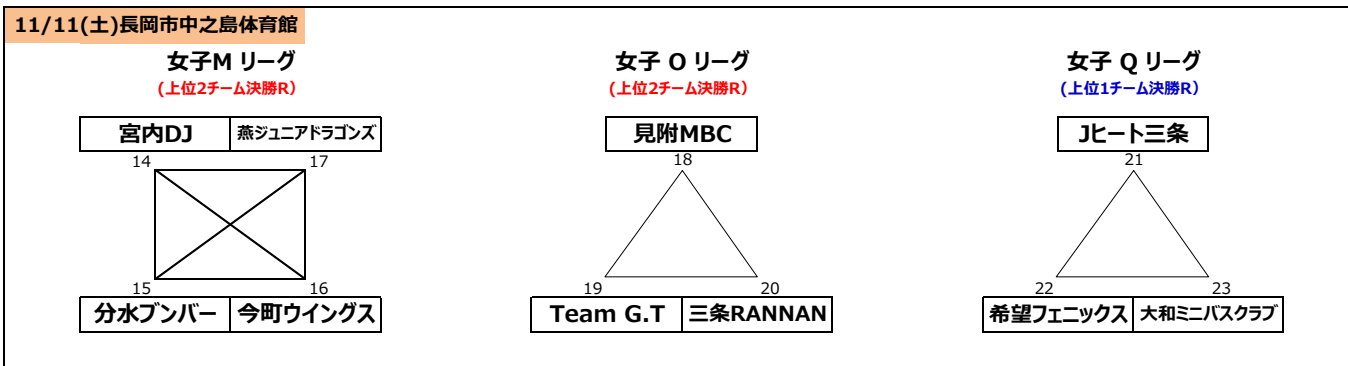 11/11(土)長岡市中之島体育館
女子M リーグ
(上位2チーム決勝R)
宮内DJ 燕ジュニアドラゴンズ
14 17
15 16
分水ブンバー 今町ウイングス
女子 O リーグ
(上位2チーム決勝R)
見附MBC
18
19 20
Team G.T 三条RANNAN
女子 Q リーグ
(上位1チーム決勝R)
Jヒート三条
21
22 23
希望フェニックス 大和ミニバスクラブ